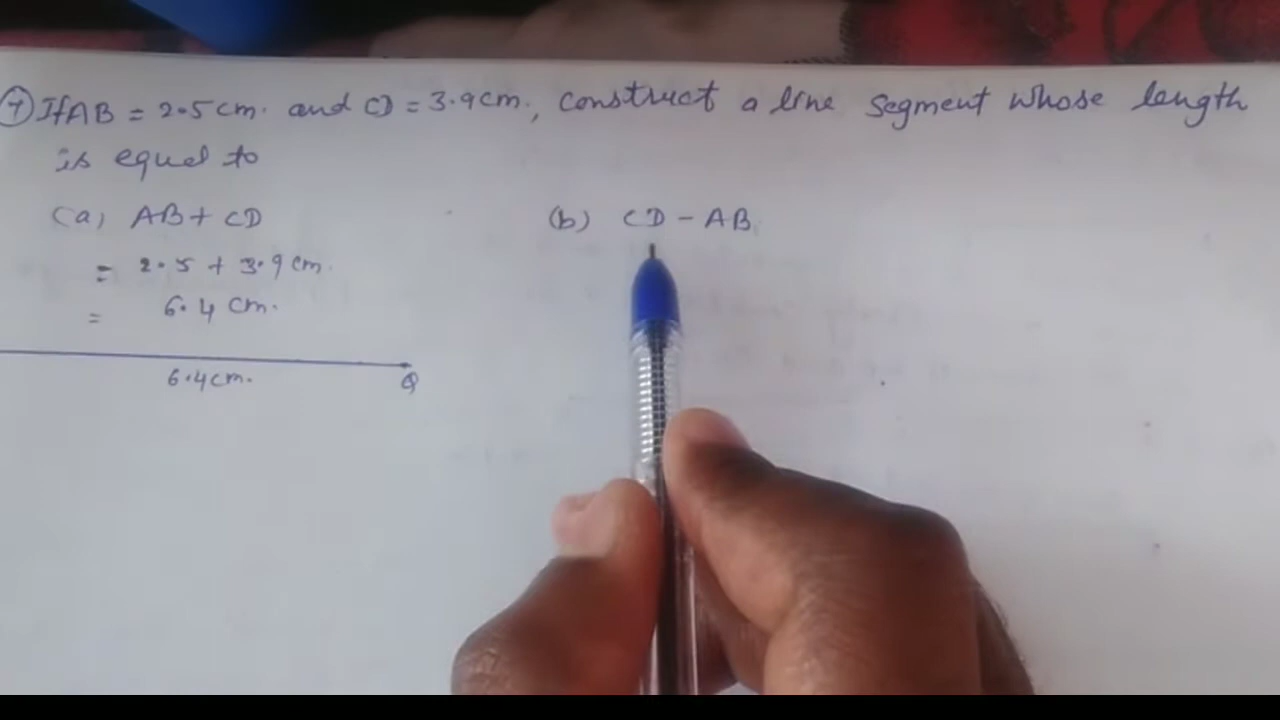 7 If AB = 2.5 cm. and CD = 3.9 cm., construct a line segment whose length
is equal to
(a) AB + CD
= 2.5 + 3.9 cm.
= 6.4 cm.
6.4 cm. Q
(b) CD - AB